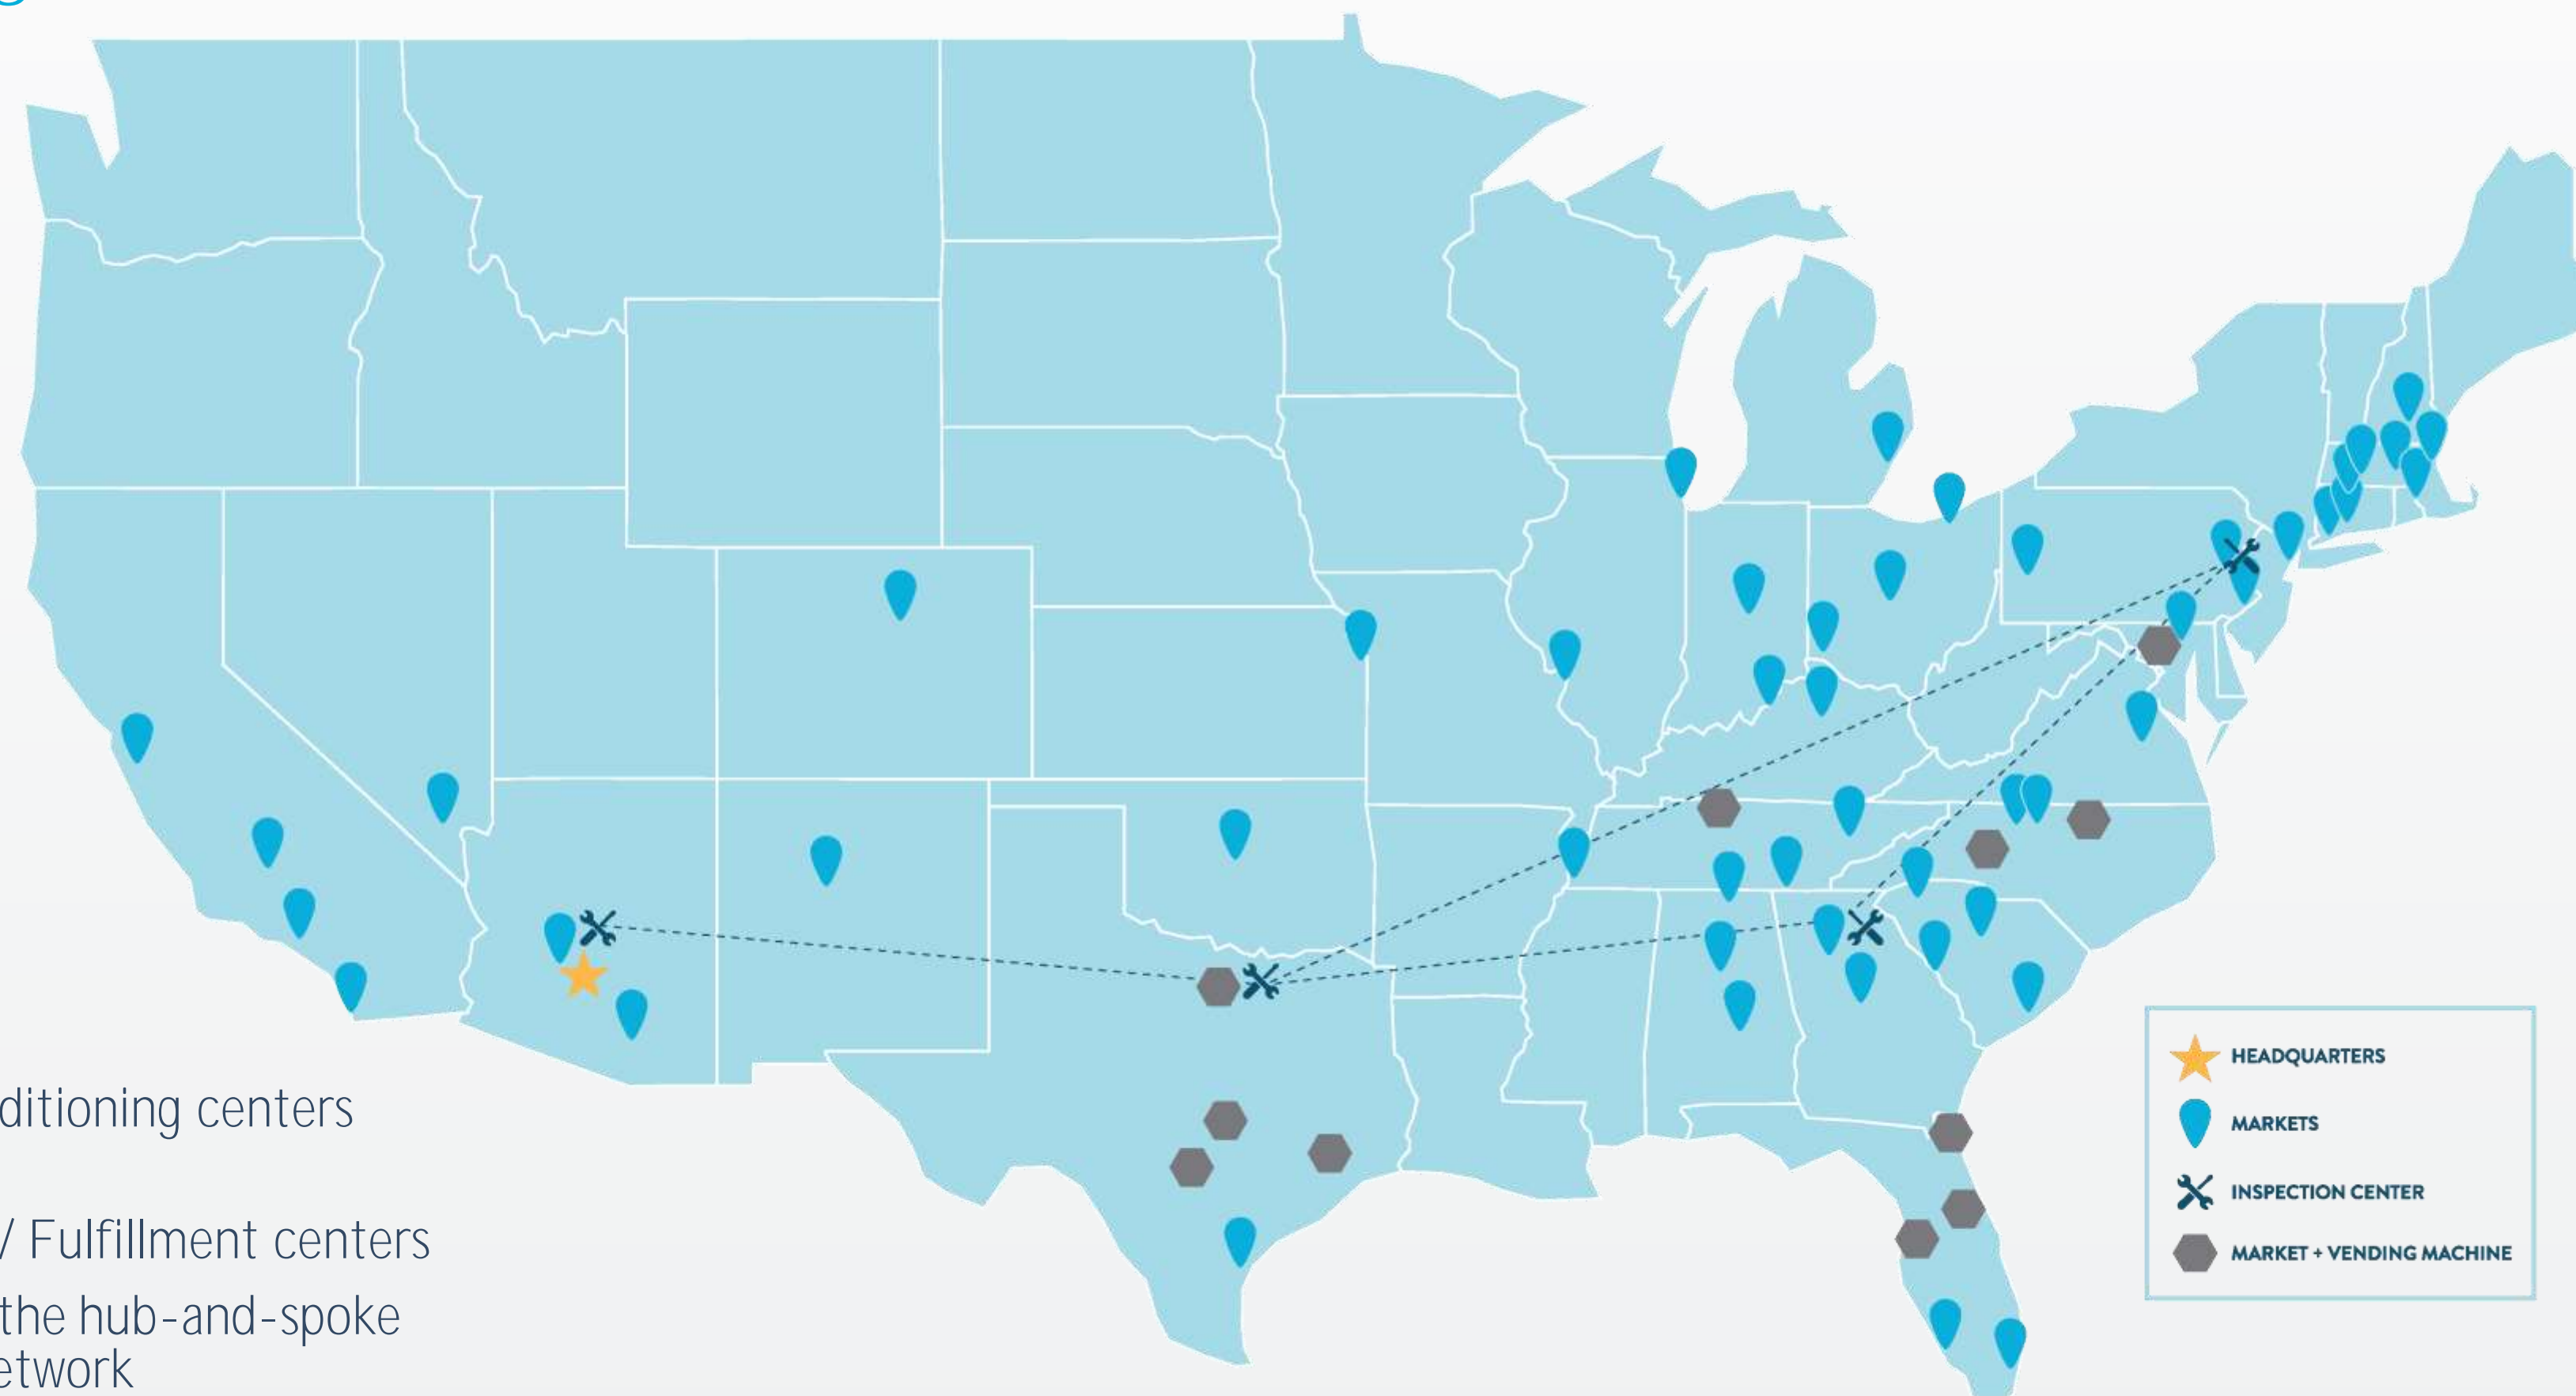 ditioning centers
/ Fulfillment centers
the hub-and-spoke
etwork
HEADQUARTERS
MARKETS
INSPECTION CENTER
MARKET + VENDING MACHINE